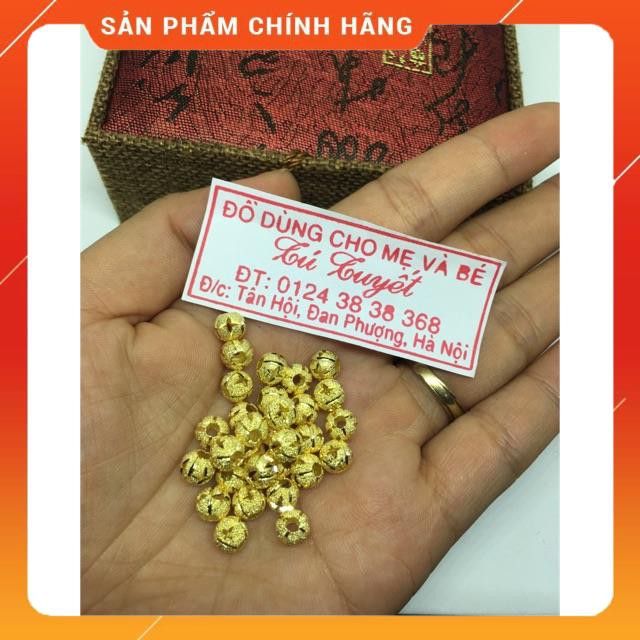 SẢN PHẨM CHÍNH HÃNG
ĐỒ DÙNG CHO MẸ VÀ BÉ
Tú Tuyết
ĐT: 0124 38 38 368
Đ/c: Tân Hội, Đan Phượng, Hà Nội